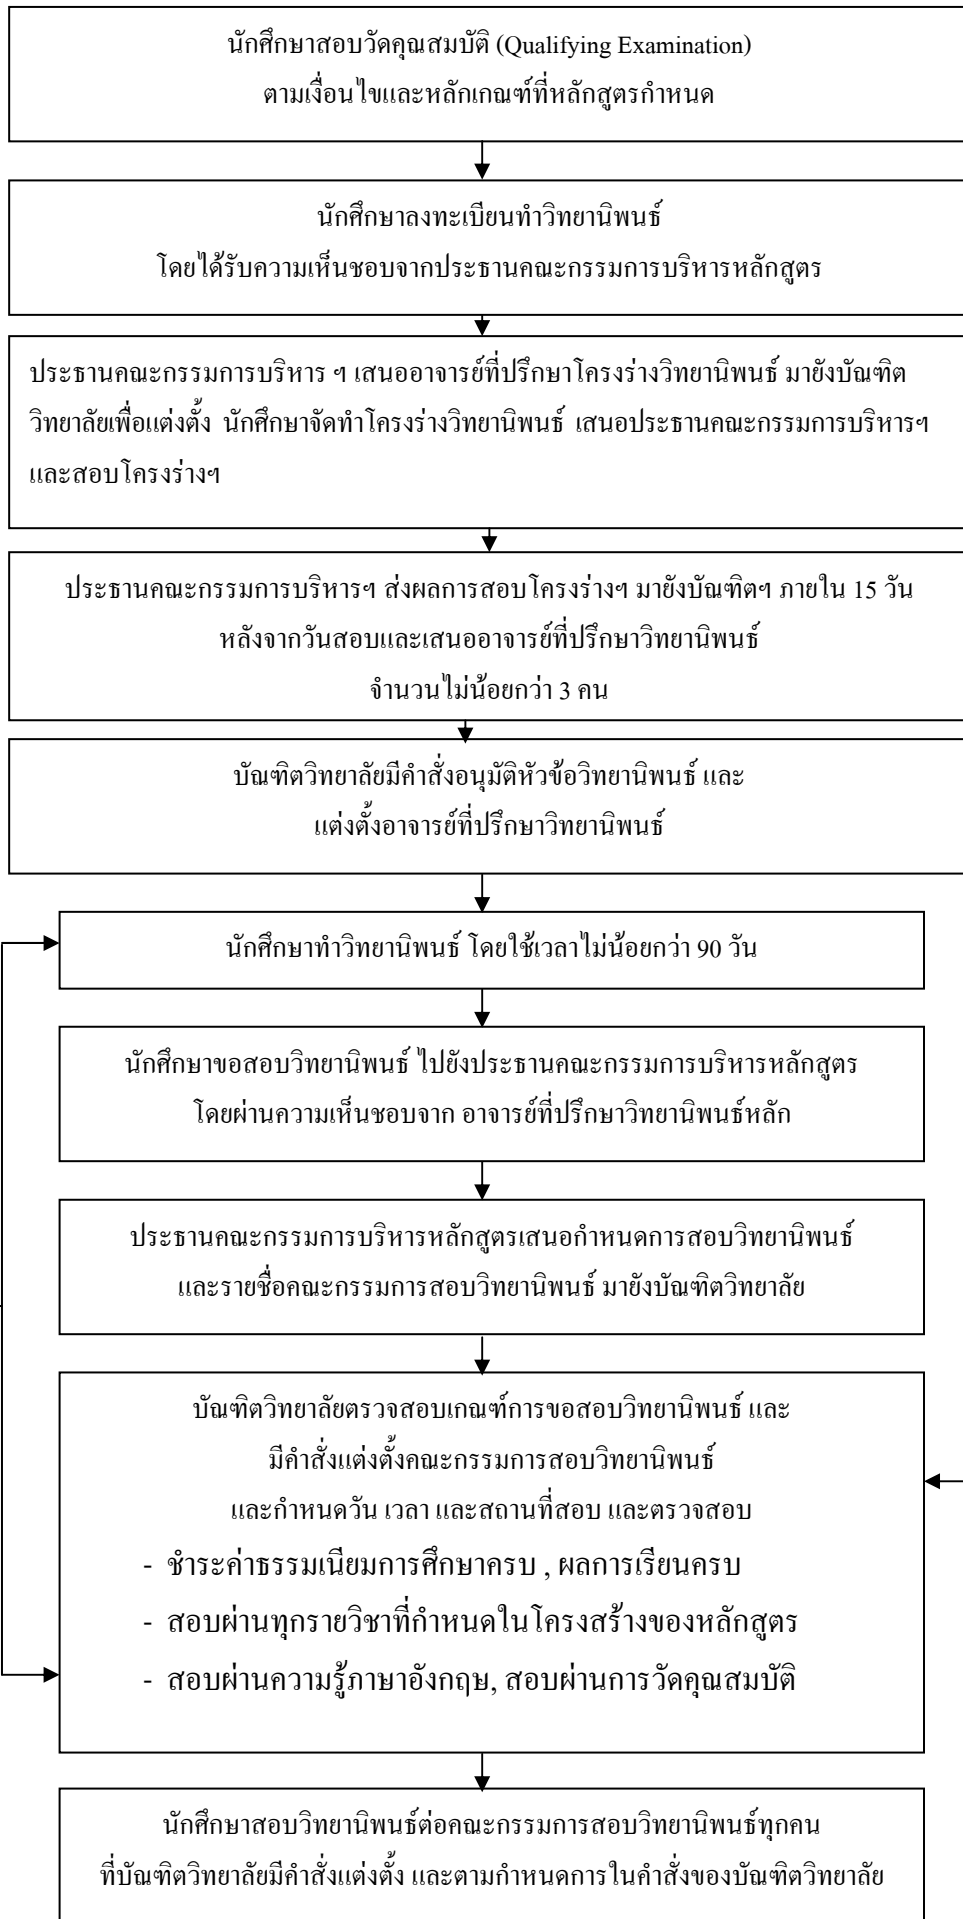 นักศึกษาสอบวัดคุณสมบัติ (Qualifying Examination)
ตามเงื่อนไขและหลักเกณฑ์ที่หลักสูตรกำหนด
นักศึกษาลงทะเบียนทำวิทยานิพนธ์
โดยได้รับความเห็นชอบจากประธานคณะกรรมการบริหารหลักสูตร
ประธานคณะกรรมการบริหาร ฯ เสนออาจารย์ที่ปรึกษาโครงร่างวิทยานิพนธ์ มายังบัณฑิต
วิทยาลัยเพื่อแต่งตั้ง นักศึกษาจัดทำโครงร่างวิทยานิพนธ์ เสนอประธานคณะกรรมการบริหารฯ
และสอบโครงร่างฯ
ประธานคณะกรรมการบริหารฯ ส่งผลการสอบโครงร่างฯ มายังบัณฑิตฯ ภายใน 15 วัน
หลังจากวันสอบและเสนออาจารย์ที่ปรึกษาวิทยานิพนธ์
จำนวนไม่น้อยกว่า 3 คน
บัณฑิตวิทยาลัยมีคำสั่งอนุมัติหัวข้อวิทยานิพนธ์ และ
แต่งตั้งอาจารย์ที่ปรึกษาวิทยานิพนธ์
นักศึกษาทำวิทยานิพนธ์ โดยใช้เวลาไม่น้อยกว่า 90 วัน
นักศึกษาขอสอบวิทยานิพนธ์ ไปยังประธานคณะกรรมการบริหารหลักสูตร
โดยผ่านความเห็นชอบจาก อาจารย์ที่ปรึกษาวิทยานิพนธ์หลัก
ประธานคณะกรรมการบริหารหลักสูตรเสนอกำหนดการสอบวิทยานิพนธ์
และรายชื่อคณะกรรมการสอบวิทยานิพนธ์ มายังบัณฑิตวิทยาลัย
บัณฑิตวิทยาลัยตรวจสอบเกณฑ์การขอสอบวิทยานิพนธ์ และ
มีคำสั่งแต่งตั้งคณะกรรมการสอบวิทยานิพนธ์
และกำหนดวัน เวลา และสถานที่สอบ และตรวจสอบ
- ชำระค่าธรรมเนียมการศึกษาครบ , ผลการเรียนครบ
- สอบผ่านทุกรายวิชาที่กำหนดในโครงสร้างของหลักสูตร
- สอบผ่านความรู้ภาษาอังกฤษ, สอบผ่านการวัดคุณสมบัติ
นักศึกษาสอบวิทยานิพนธ์ต่อคณะกรรมการสอบวิทยานิพนธ์ทุกคน
ที่บัณฑิตวิทยาลัยมีคำสั่งแต่งตั้ง และตามกำหนดการในคำสั่งของบัณฑิตวิทยาลัย